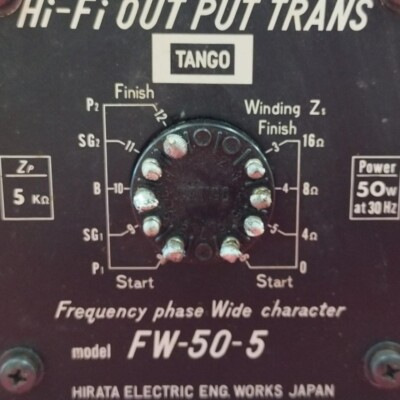 Hi-Fi OUT PUT TRANS
TANGO
Finish
P2
12
Winding Zs
Finish
SG2 11
3 16Ω
ZP
5 KΩ
B 10
4 8Ω
Power
50W
at 30 Hz
SG1 9
5 4Ω
P1 8
6 0
Start
Start
Frequency phase Wide character
model FW-50-5
HIRATA ELECTRIC ENG. WORKS JAPAN